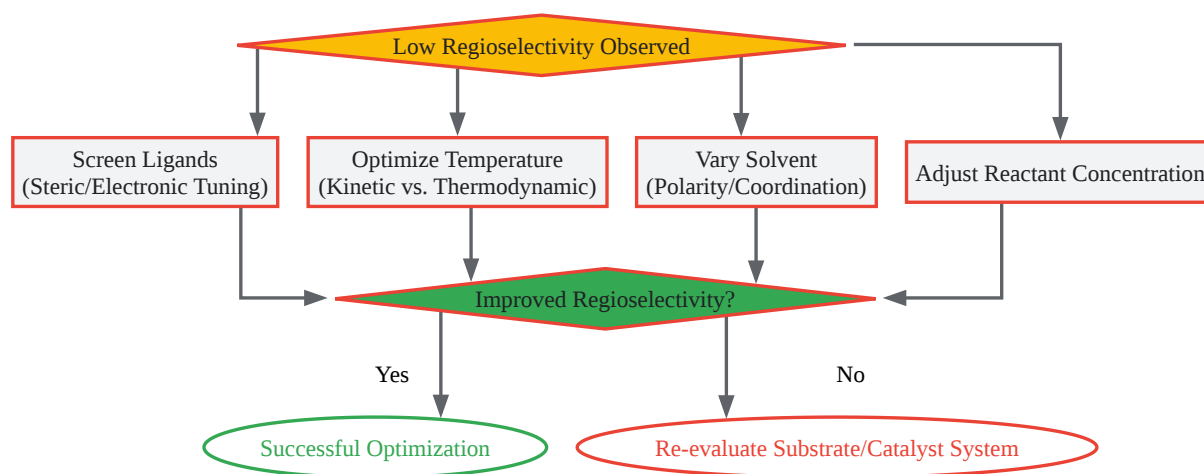 Low Regioselectivity Observed
Screen Ligands
(Steric/Electronic Tuning)
Optimize Temperature
(Kinetic vs. Thermodynamic)
Vary Solvent
(Polarity/Coordination)
Adjust Reactant Concentration
Improved Regioselectivity?
Yes
No
Successful Optimization
Re-evaluate Substrate/Catalyst System